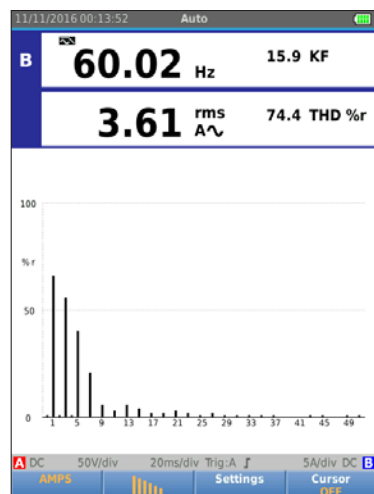 11/11/2016 00:13:52 Auto
B 60.02 Hz 15.9 KF
3.61 rms A∿ 74.4 THD %r
100
%r
50
0
1 5 9 13 17 21 25 29 33 37 41 45 49
A DC 50V/div 20ms/div Trig:A ʃ 5A/div DC B
AMPS Settings Cursor
OFF